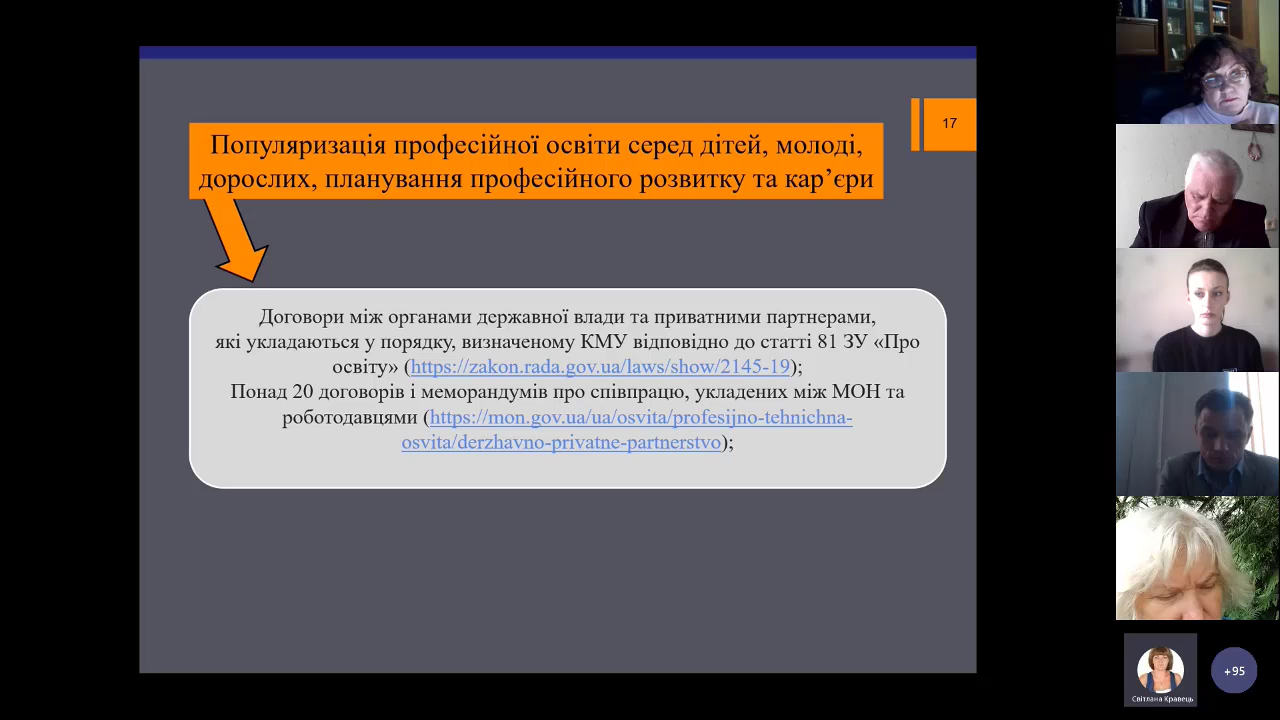 17
Популяризація професійної освіти серед дітей, молоді,
дорослих, планування професійного розвитку та кар’єри
Договори між органами державної влади та приватними партнерами,
які укладаються у порядку, визначеному КМУ відповідно до статті 81 ЗУ «Про
освіту» (https://zakon.rada.gov.ua/laws/show/2145-19);
Понад 20 договорів і меморандумів про співпрацю, укладених між МОН та
роботодавцями (https://mon.gov.ua/ua/osvita/profesijno-tehnichna-
osvita/derzhavno-privatne-partnerstvo);
Світлана Кравець
+95